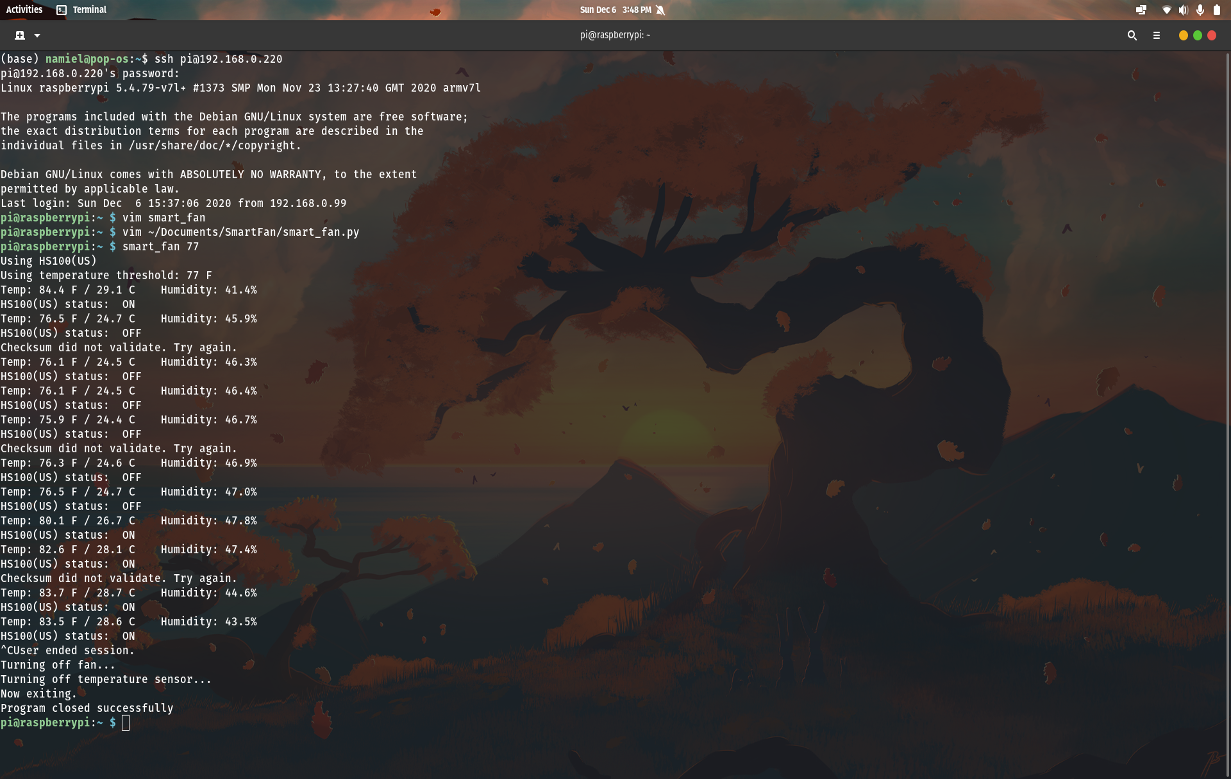 Activities Terminal Sun Dec 6 3:48 PM
pi@raspberrypi: ~
(base) namiel@pop-os:~$ ssh pi@192.168.0.220
pi@192.168.0.220's password:
Linux raspberrypi 5.4.79-v7l+ #1373 SMP Mon Nov 23 13:27:40 GMT 2020 armv7l
The programs included with the Debian GNU/Linux system are free software;
the exact distribution terms for each program are described in the
individual files in /usr/share/doc/*/copyright.
Debian GNU/Linux comes with ABSOLUTELY NO WARRANTY, to the extent
permitted by applicable law.
Last login: Sun Dec  6 15:37:06 2020 from 192.168.0.99
pi@raspberrypi:~ $ vim smart_fan
pi@raspberrypi:~ $ vim ~/Documents/SmartFan/smart_fan.py
pi@raspberrypi:~ $ smart_fan 77
Using HS100(US)
Using temperature threshold: 77 F
Temp: 84.4 F / 29.1 C    Humidity: 41.4%
HS100(US) status:  ON
Temp: 76.5 F / 24.7 C    Humidity: 45.9%
HS100(US) status:  OFF
Checksum did not validate. Try again.
Temp: 76.1 F / 24.5 C    Humidity: 46.3%
HS100(US) status:  OFF
Temp: 76.1 F / 24.5 C    Humidity: 46.4%
HS100(US) status:  OFF
Temp: 75.9 F / 24.4 C    Humidity: 46.7%
HS100(US) status:  OFF
Checksum did not validate. Try again.
Temp: 76.3 F / 24.6 C    Humidity: 46.9%
HS100(US) status:  OFF
Temp: 76.5 F / 24.7 C    Humidity: 47.0%
HS100(US) status:  OFF
Temp: 80.1 F / 26.7 C    Humidity: 47.8%
HS100(US) status:  ON
Temp: 82.6 F / 28.1 C    Humidity: 47.4%
HS100(US) status:  ON
Checksum did not validate. Try again.
Temp: 83.7 F / 28.7 C    Humidity: 44.6%
HS100(US) status:  ON
Temp: 83.5 F / 28.6 C    Humidity: 43.5%
HS100(US) status:  ON
^CUser ended session.
Turning off fan...
Turning off temperature sensor...
Now exiting.
Program closed successfully
pi@raspberrypi:~ $